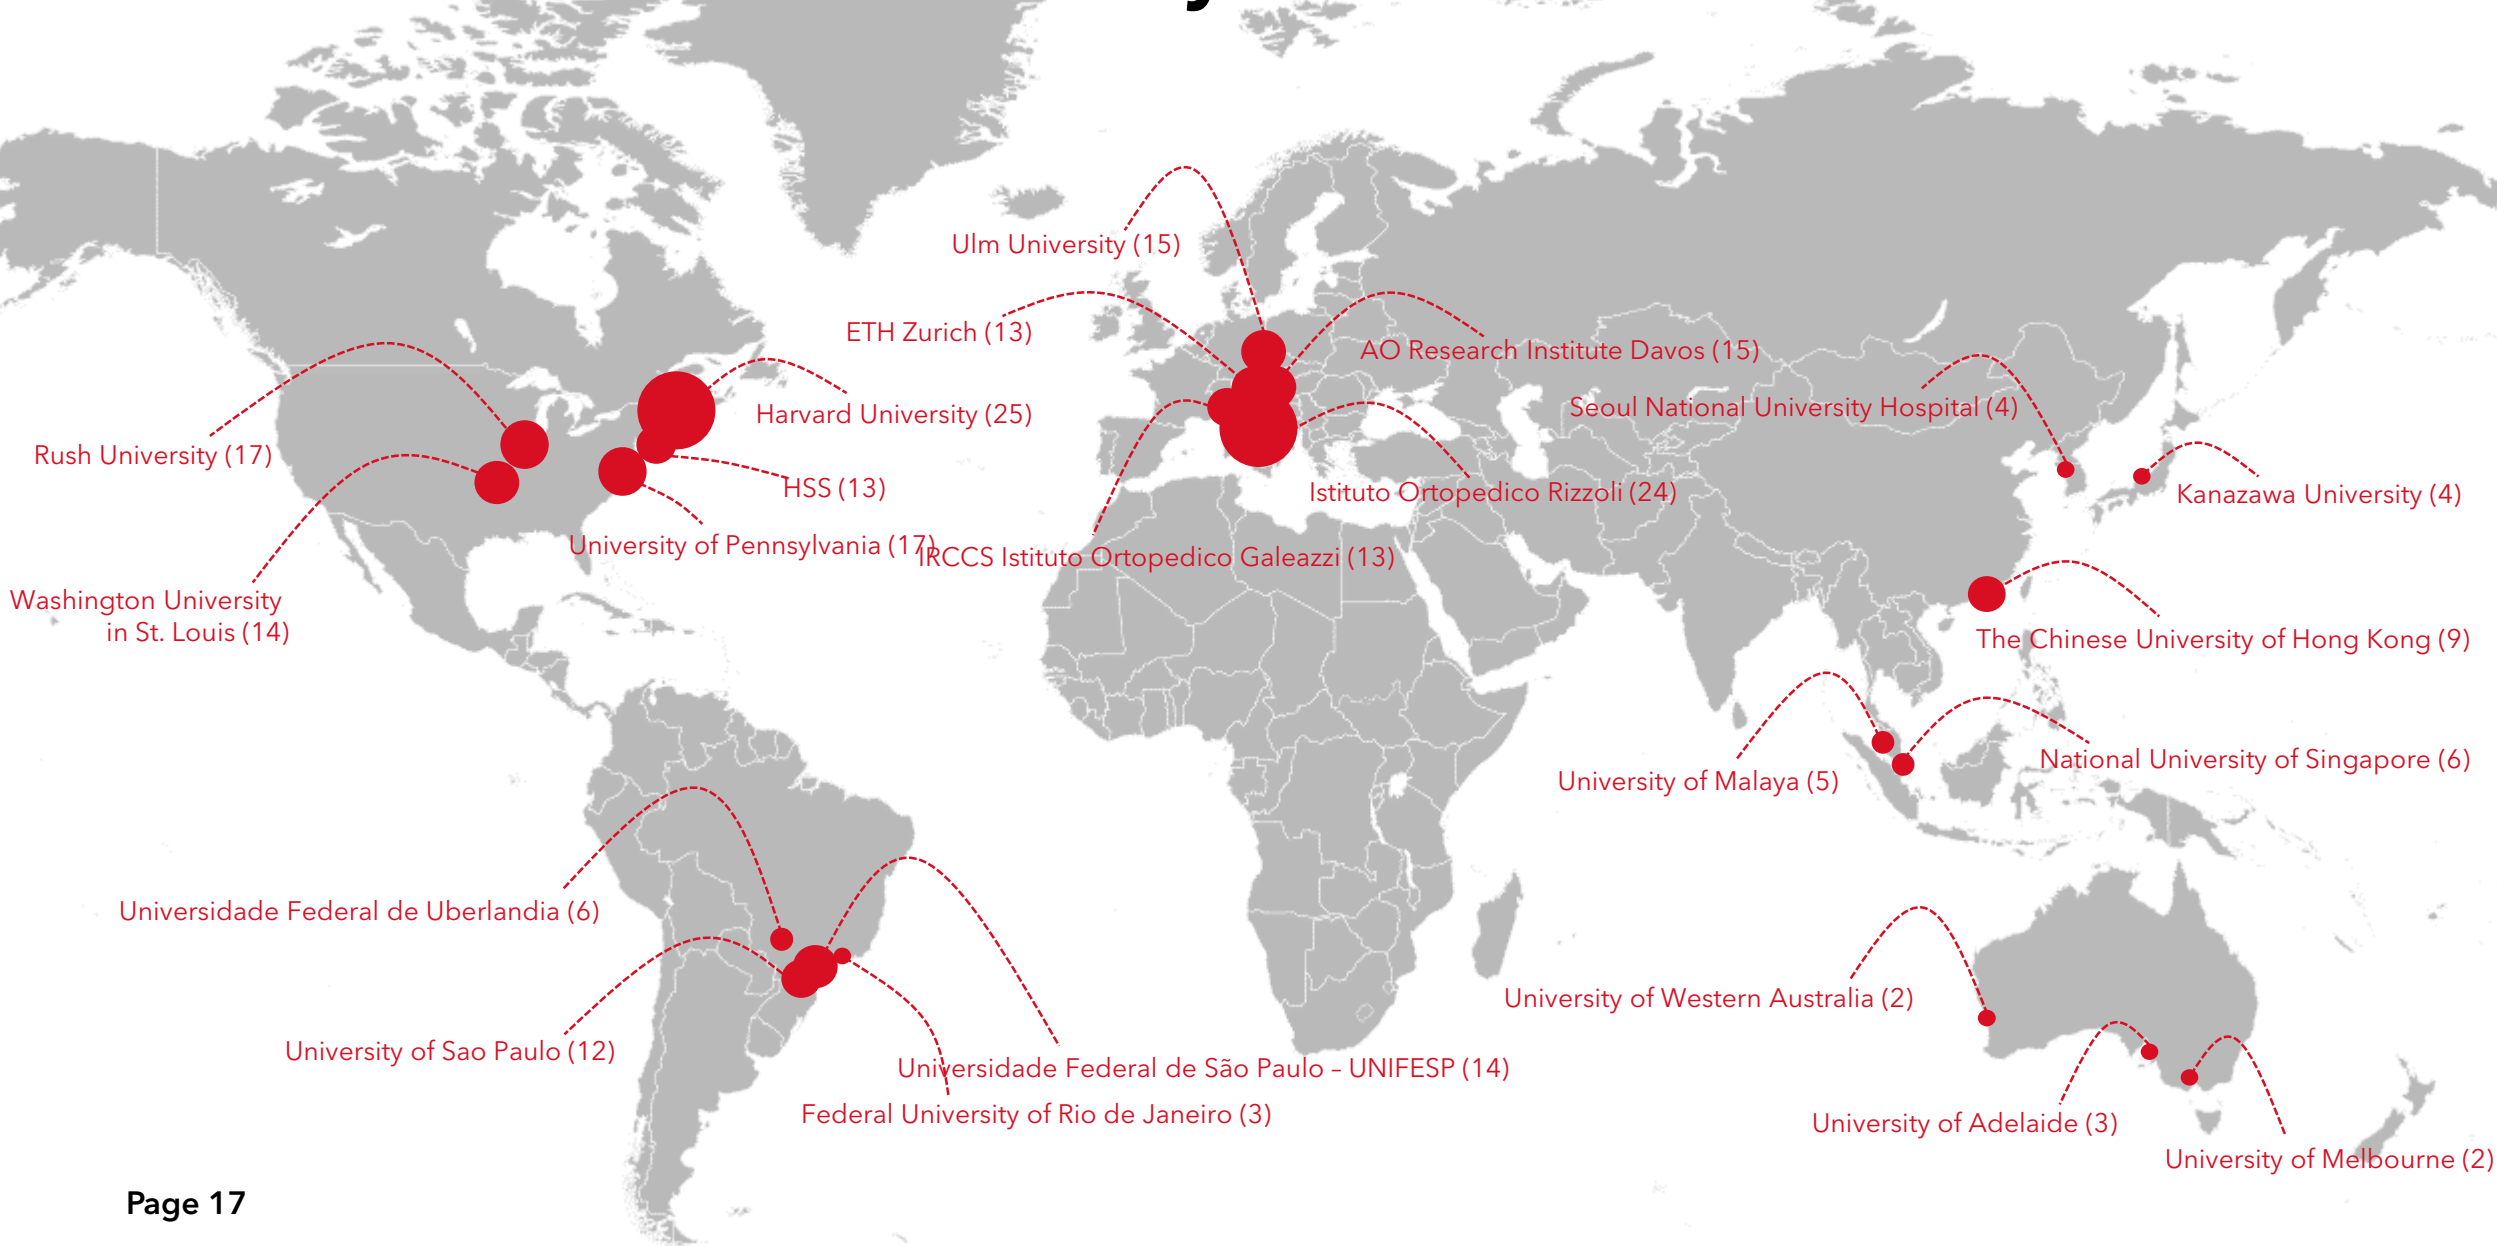 Ulm University (15)
ETH Zurich (13)
AO Research Institute Davos (15)
Harvard University (25)
Seoul National University Hospital (4)
Rush University (17)
HSS (13)
Istituto Ortopedico Rizzoli (24)
Kanazawa University (4)
University of Pennsylvania (17)
IRCCS Istituto Ortopedico Galeazzi (13)
Washington University
in St. Louis (14)
The Chinese University of Hong Kong (9)
National University of Singapore (6)
University of Malaya (5)
Universidade Federal de Uberlandia (6)
University of Western Australia (2)
University of Sao Paulo (12)
Universidade Federal de São Paulo – UNIFESP (14)
Federal University of Rio de Janeiro (3)
University of Adelaide (3)
University of Melbourne (2)
Page 17